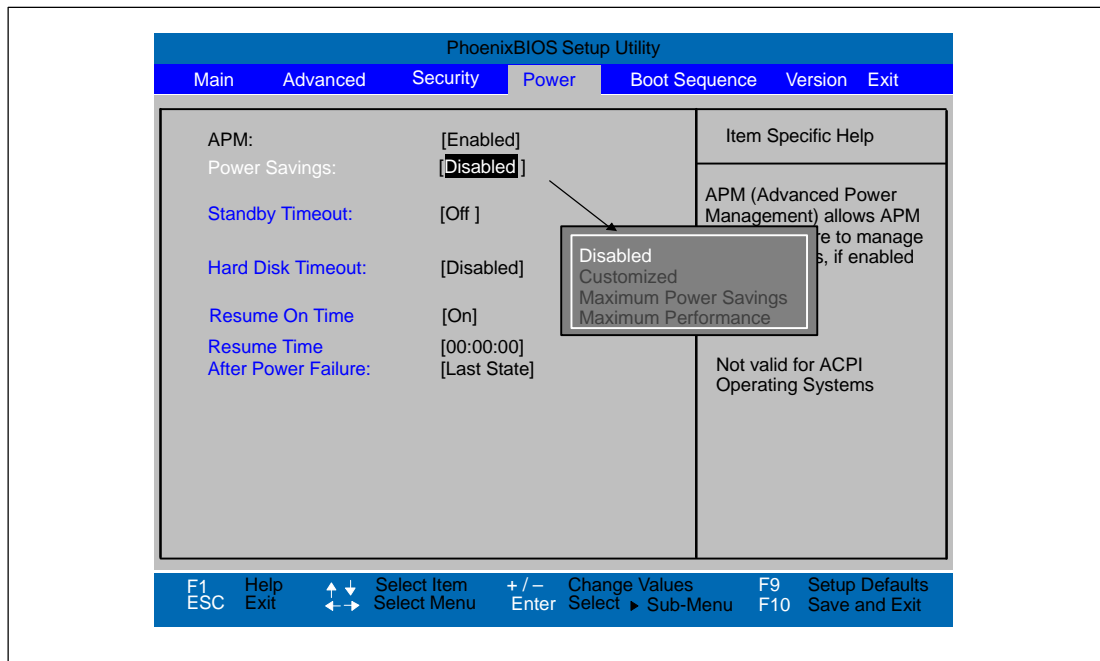 PhoenixBIOS Setup Utility
Main Advanced Security Power Boot Sequence Version Exit
APM: [Enabled]
Power Savings: [Disabled ]
Standby Timeout: [Off ]
Hard Disk Timeout: [Disabled]
Resume On Time [On]
Resume Time [00:00:00]
After Power Failure: [Last State]
Disabled
Customized
Maximum Power Savings
Maximum Performance
Item Specific Help
APM (Advanced Power
Management) allows APM
to manage
if enabled
Not valid for ACPI
Operating Systems
F1 Help Select Item + / – Change Values F9 Setup Defaults
ESC Exit Select Menu Enter Select ▶ Sub-Menu F10 Save and Exit